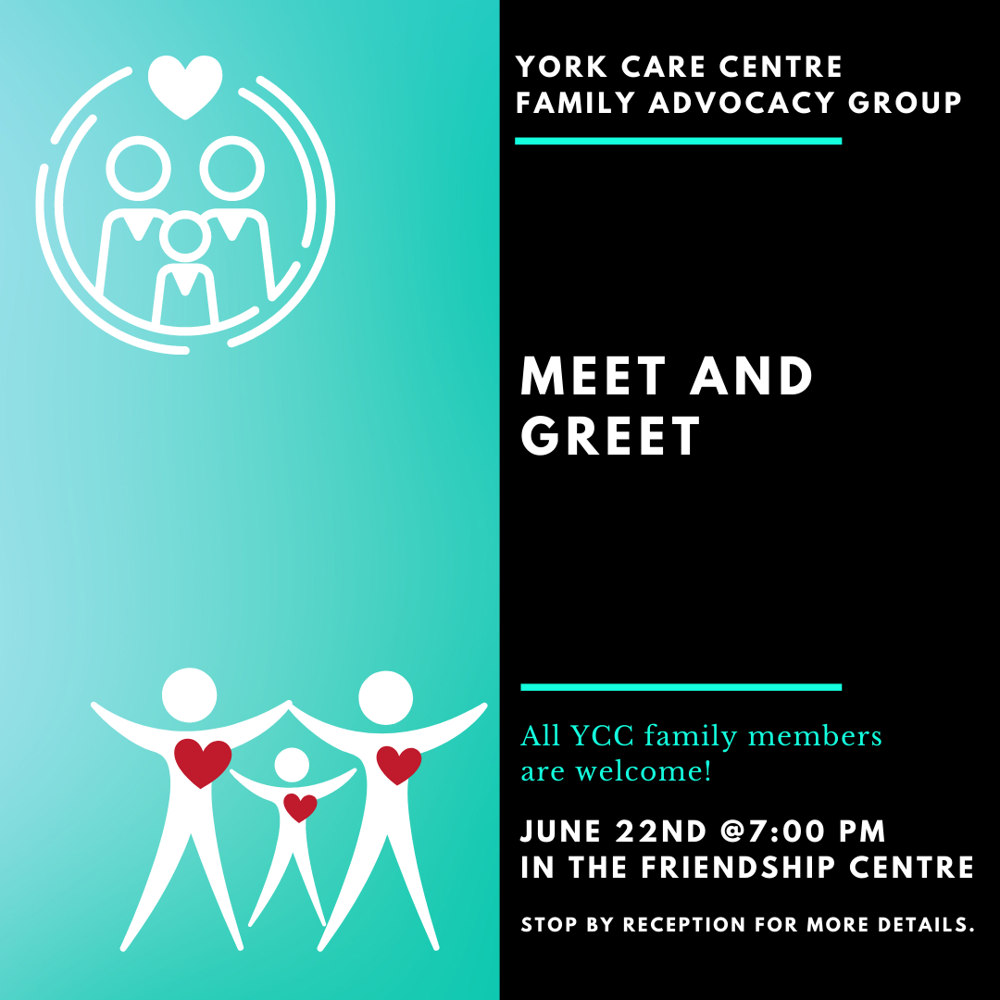 YORK CARE CENTRE
FAMILY ADVOCACY GROUP
MEET AND
GREET
All YCC family members
are welcome!
JUNE 22ND @7:00 PM
IN THE FRIENDSHIP CENTRE
STOP BY RECEPTION FOR MORE DETAILS.